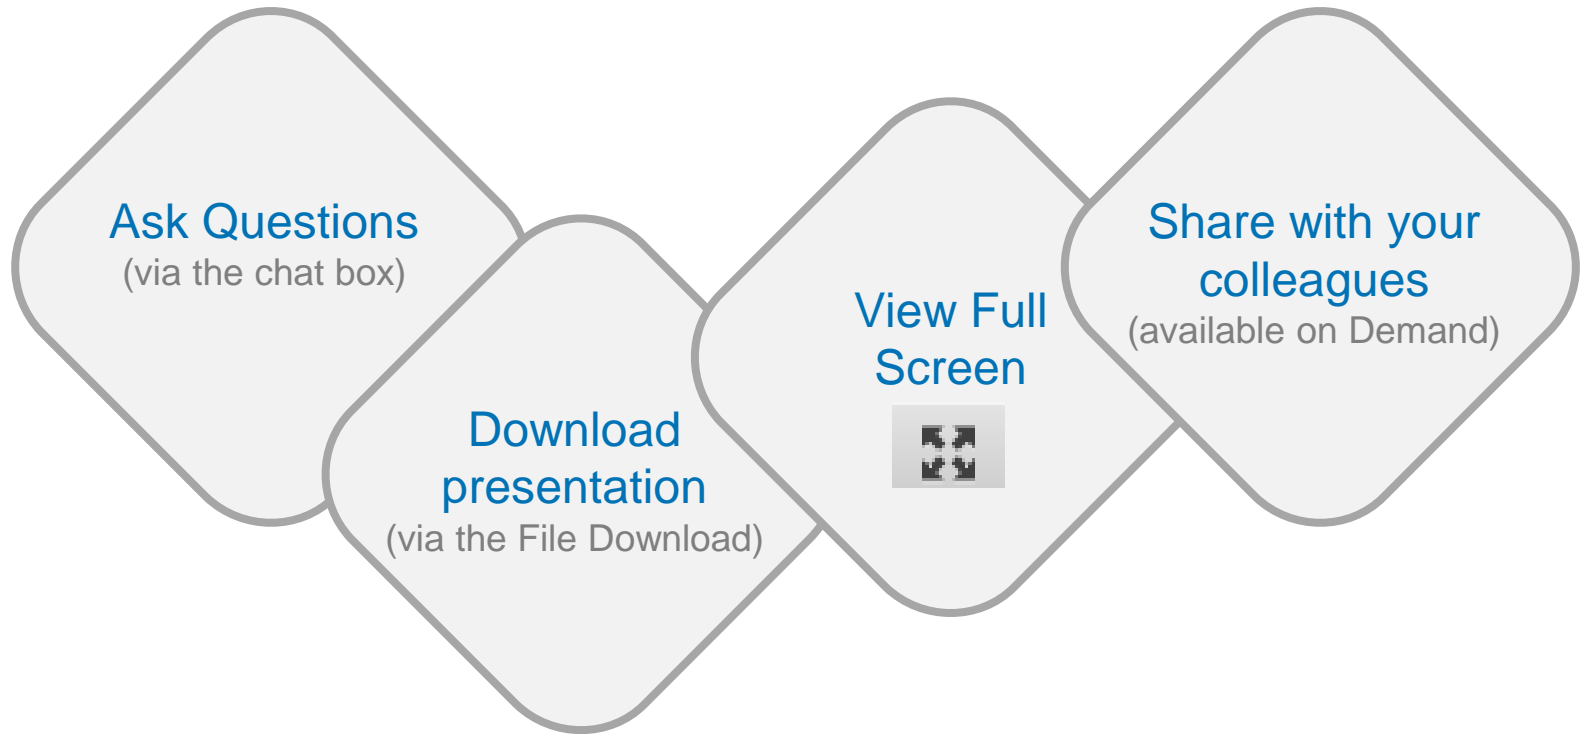 Ask Questions
(via the chat box)
Download
presentation
(via the File Download)
View Full
Screen
Share with your
colleagues
(available on Demand)